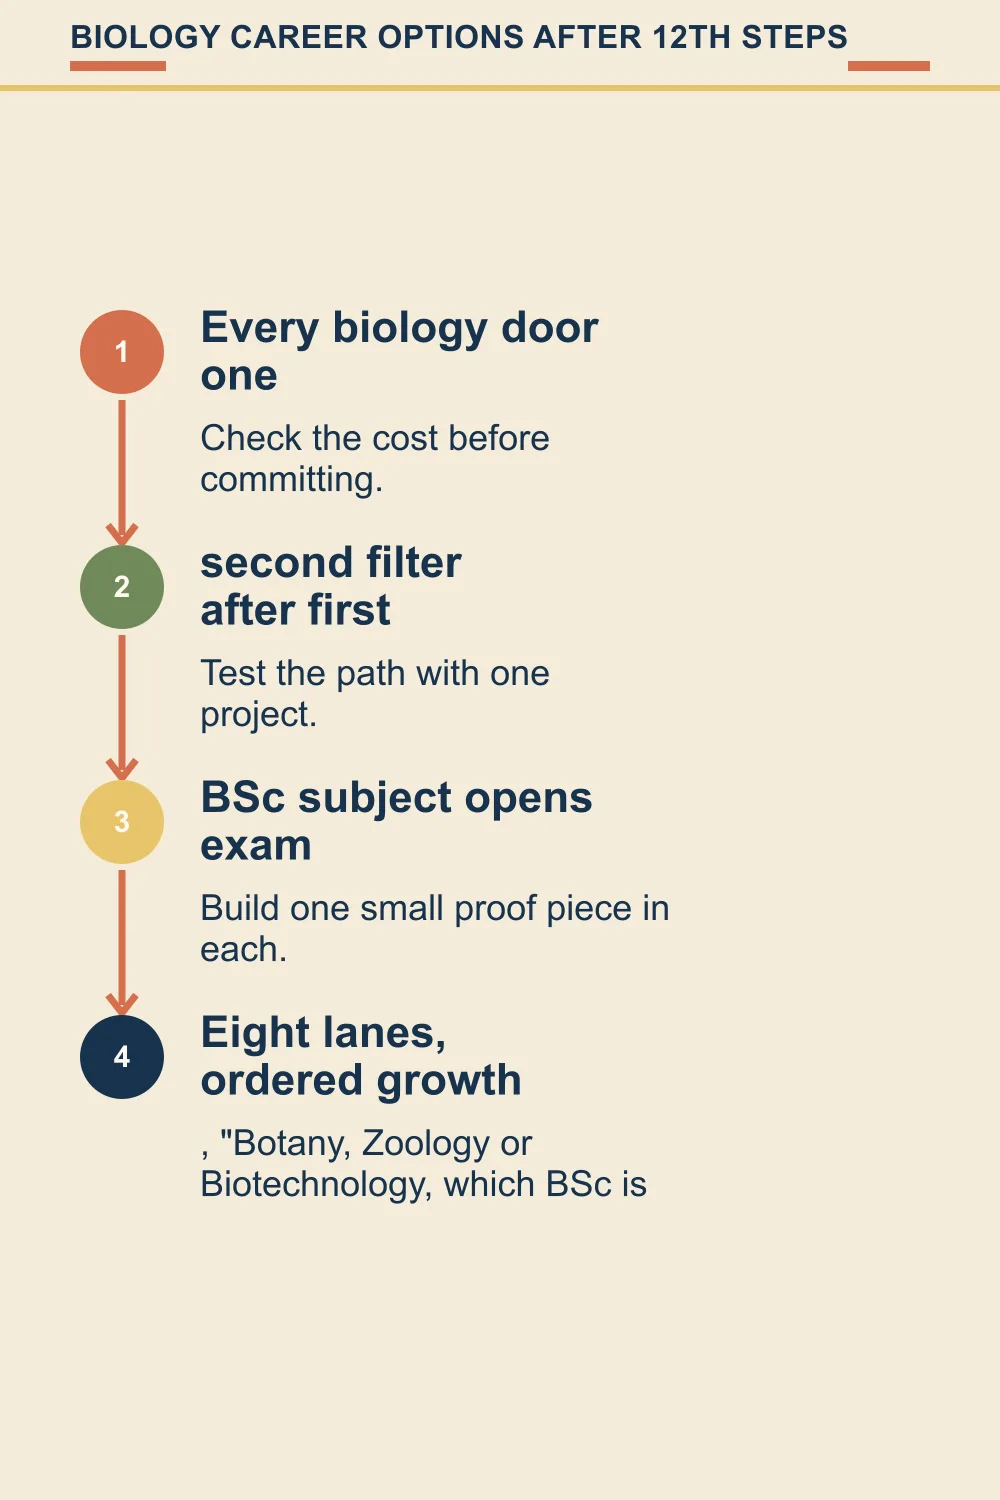 BIOLOGY CAREER OPTIONS AFTER 12TH STEPS
1
Every biology door
one
Check the cost before
committing.
2
second filter
after first
Test the path with one
project.
3
BSc subject opens
exam
Build one small proof piece in
each.
4
Eight lanes,
ordered growth
, "Botany, Zoology or
Biotechnology, which BSc is